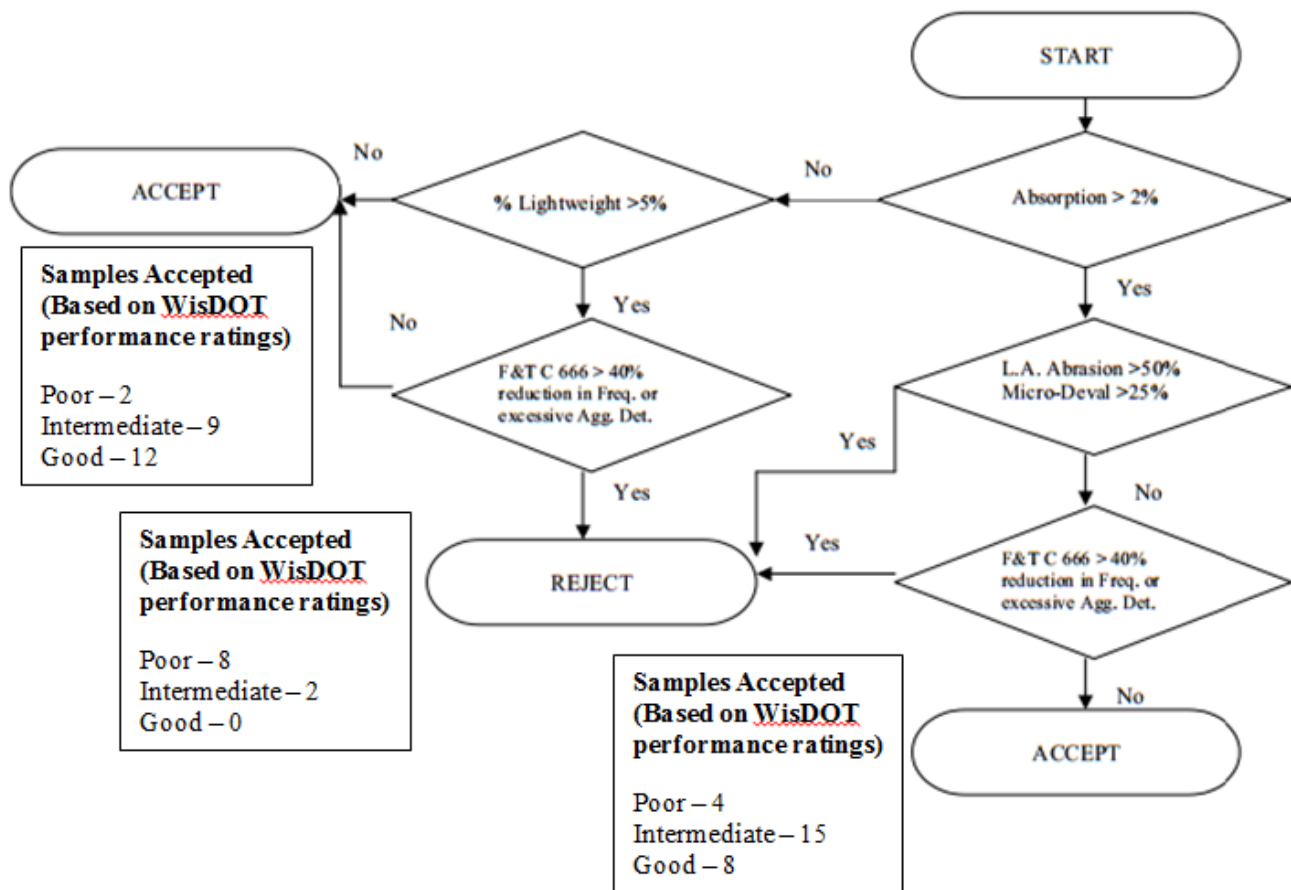 START
No
No
ACCEPT
% Lightweight >5%
Absorption > 2%
Samples Accepted
(Based on WisDOT
performance ratings)
Poor – 2
Intermediate – 9
Good – 12
Yes
Yes
No
F&T C 666 > 40%
reduction in Freq. or
excessive Agg. Det.
L.A. Abrasion >50%
Micro-Deval >25%
Yes
Yes
No
Samples Accepted
(Based on WisDOT
performance ratings)
Poor – 8
Intermediate – 2
Good – 0
REJECT
Yes
F&T C 666 > 40%
reduction in Freq. or
excessive Agg. Det.
Samples Accepted
(Based on WisDOT
performance ratings)
Poor – 4
Intermediate – 15
Good – 8
No
ACCEPT